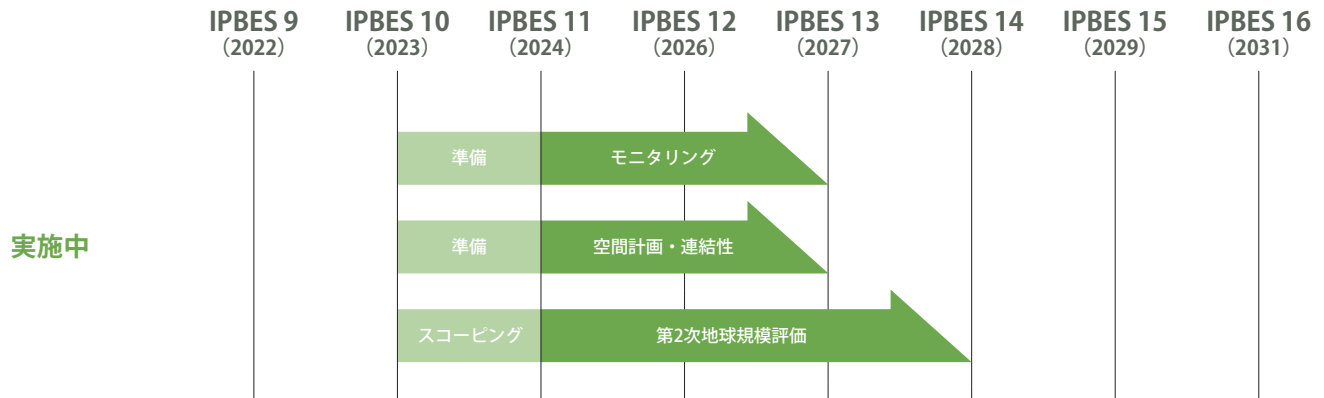 IPBES 9 IPBES 10 IPBES 11 IPBES 12 IPBES 13 IPBES 14 IPBES 15 IPBES 16
（2022） （2023） （2024） （2026） （2027） （2028） （2029） （2031）
準備 モニタリング
実施中
準備 空間計画・連結性
スコーピング 第2次地球規模評価